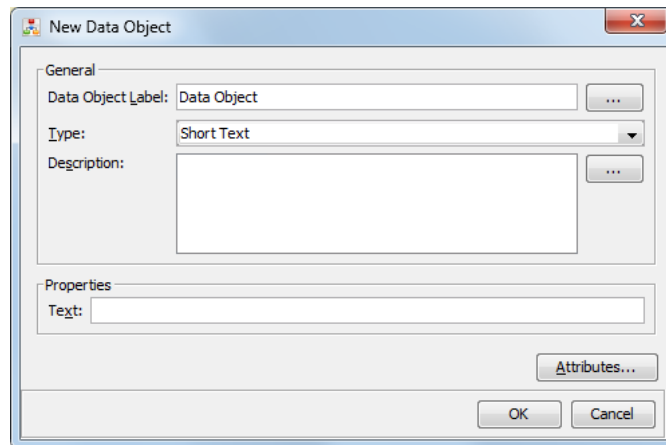 New Data Object
General
Data Object Label: Data Object ...
Type: Short Text
Description: ...
Properties
Text:
Attributes...
OK Cancel